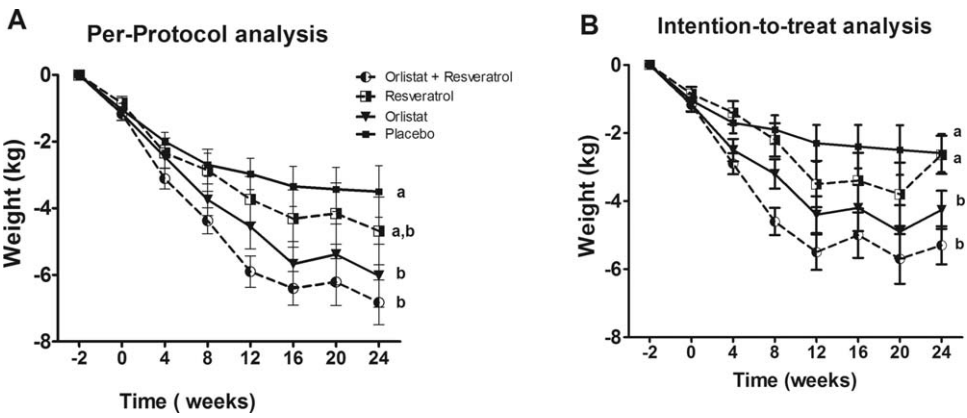 A
Per-Protocol analysis
Weight (kg)
0
-2
-4
-6
-8
Orlistat + Resveratrol
Resveratrol
Orlistat
Placebo
a
a,b
b
b
-2 0 4 8 12 16 20 24
Time ( weeks)
B
Intention-to-treat analysis
Weight (kg)
0
-2
-4
-6
-8
a
a
b
b
-2 0 4 8 12 16 20 24
Time (weeks)